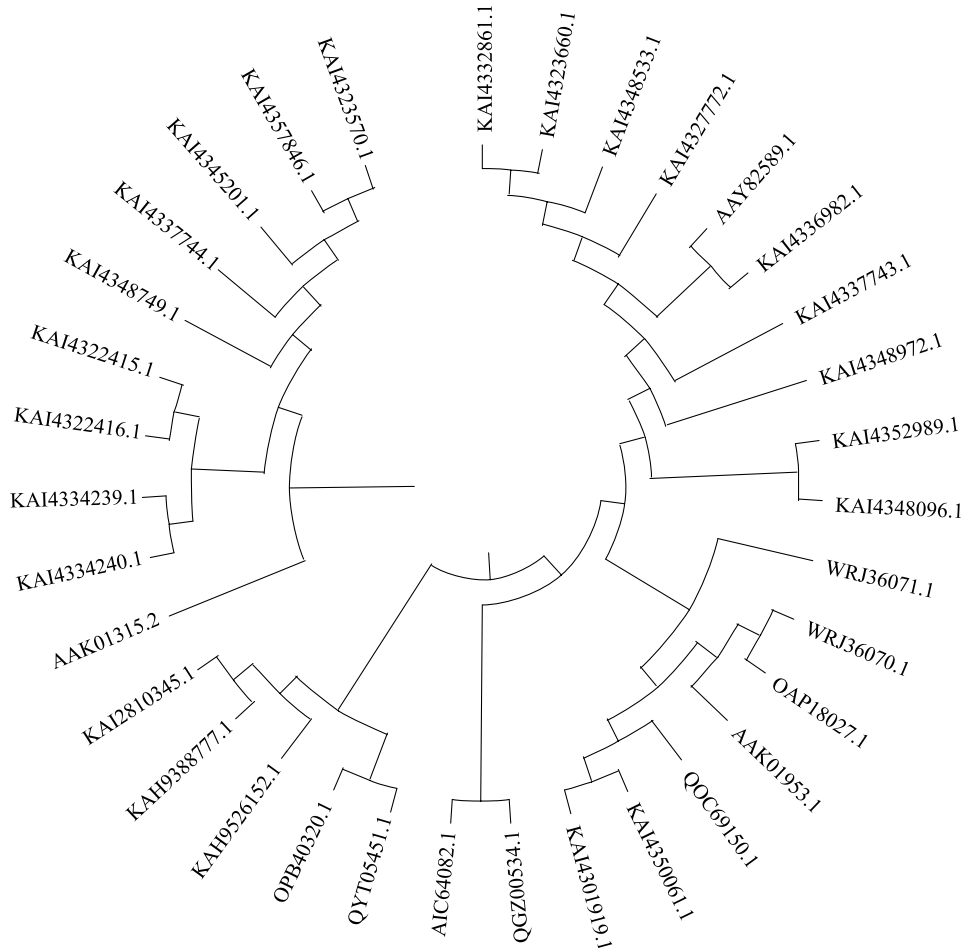 KAI4332861.1
KAI4323660.1
KAI4348533.1
KAI4327772.1
AAY82589.1
KAI4336982.1
KAI4337743.1
KAI4348972.1
KAI4352989.1
KAI4348096.1
WRJ36071.1
WRJ36070.1
OAP18027.1
AAK01953.1
QOC69150.1
KAI4350061.1
KAI4301919.1
QGZ00534.1
AIC64082.1
QYT05451.1
OPB40320.1
KAH9526152.1
KAH9388777.1
KAI2810345.1
AAK01315.2
KAI4334240.1
KAI4334239.1
KAI4322416.1
KAI4322415.1
KAI4348749.1
KAI4337744.1
KAI4345201.1
KAI4357846.1
KAI4323570.1